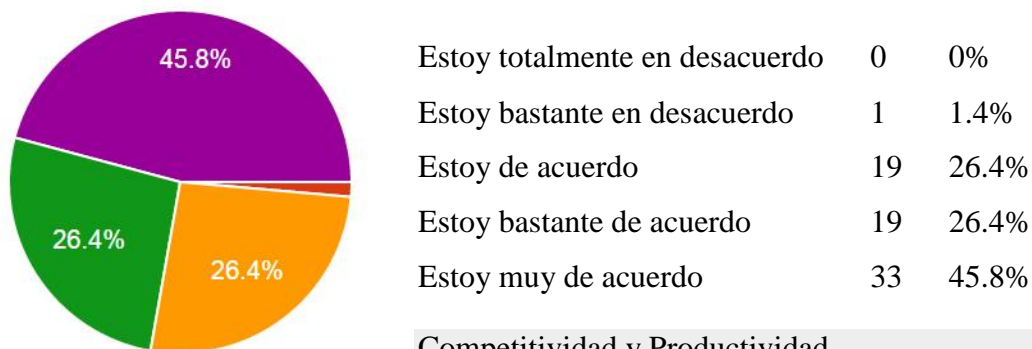 45.8%
26.4%
26.4%
Estoy totalmente en desacuerdo 0 0%
Estoy bastante en desacuerdo 1 1.4%
Estoy de acuerdo 19 26.4%
Estoy bastante de acuerdo 19 26.4%
Estoy muy de acuerdo 33 45.8%
Competitividad y Productividad